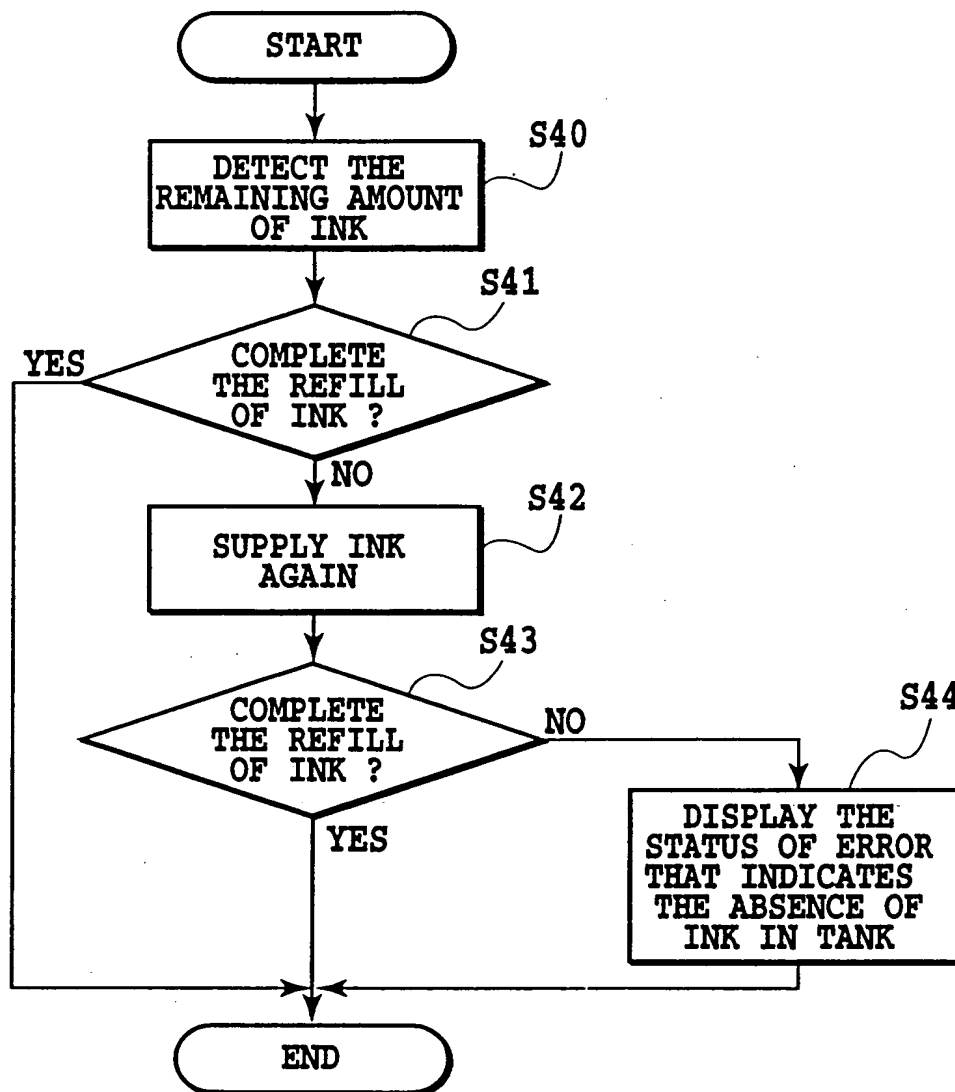 START
S40
DETECT THE
REMAINING AMOUNT
OF INK
S41
YES
COMPLETE
THE REFILL
OF INK ?
NO
S42
SUPPLY INK
AGAIN
S43
COMPLETE
THE REFILL
OF INK ?
NO
S44
YES
DISPLAY THE
STATUS OF ERROR
THAT INDICATES
THE ABSENCE OF
INK IN TANK
END